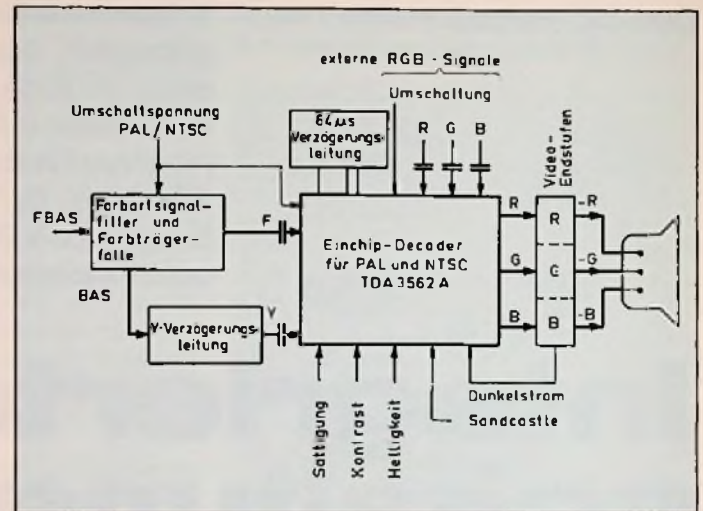 externe RGB - Signale
Umschaltung
Umschaltspannung
PAL/NTSC
64µs
Verzögerungs-
leitung
R G B
Video-
Endstufen
FBAS
Farbartsignal-
filter und
Farbträger-
falle
F
Einchip-Decoder
für PAL und NTSC
TDA 3562 A
R R -R
G G -G
B B -B
BAS
Y-Verzögerungs-
leitung
Y
Dunkelstrom
Sandcastle
Sättigung
Kontrast
Helligkeit